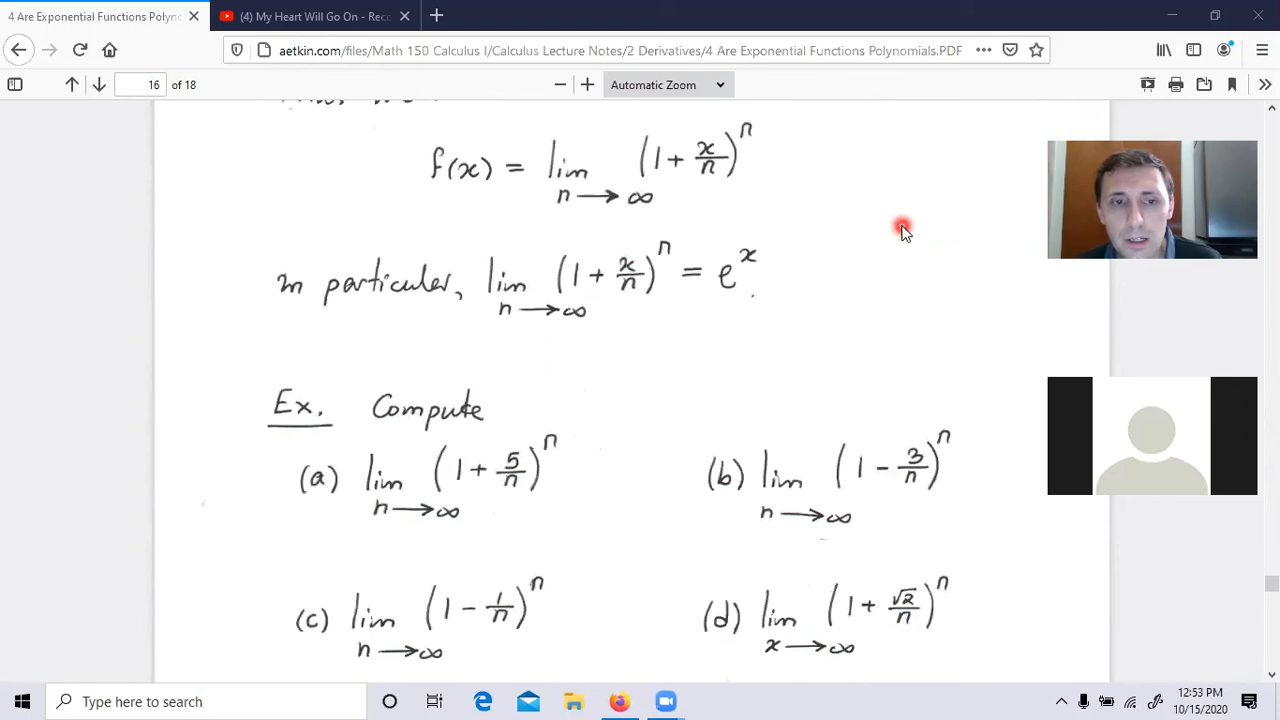 4 Are Exponential Functions Polyno
(4) My Heart Will Go On - Reco
aetkin.com/files/Math 150 Calculus I/Calculus Lecture Notes/2 Derivatives/4 Are Exponential Functions Polynomials.PDF
16 of 18
Automatic Zoom
f(x) = lim n→∞ (1 + x/n)^n
In particular, lim n→∞ (1 + x/n)^n = e^x.
Ex. Compute
(a) lim n→∞ (1 + 5/n)^n (b) lim n→∞ (1 - 3/n)^n
(c) lim n→∞ (1 - 1/n)^n (d) lim x→∞ (1 + √2/n)^n
Type here to search
12:53 PM
10/15/2020